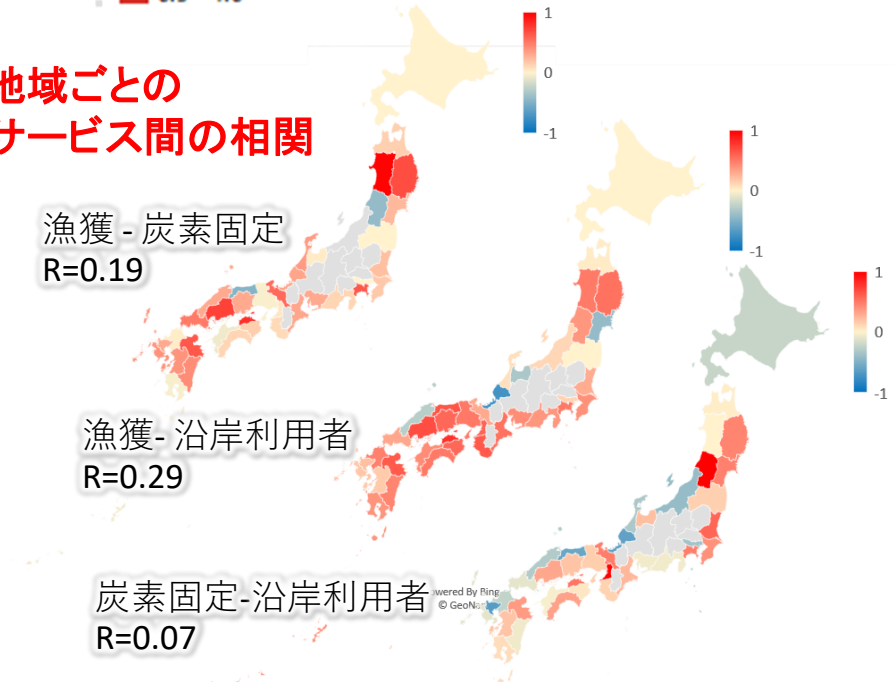 地域ごとの
サービス間の相関
1
0
-1
漁獲 - 炭素固定
R=0.19
1
0
-1
漁獲- 沿岸利用者
R=0.29
1
0
-1
炭素固定-沿岸利用者
R=0.07
wered By Bing
© GeoNa